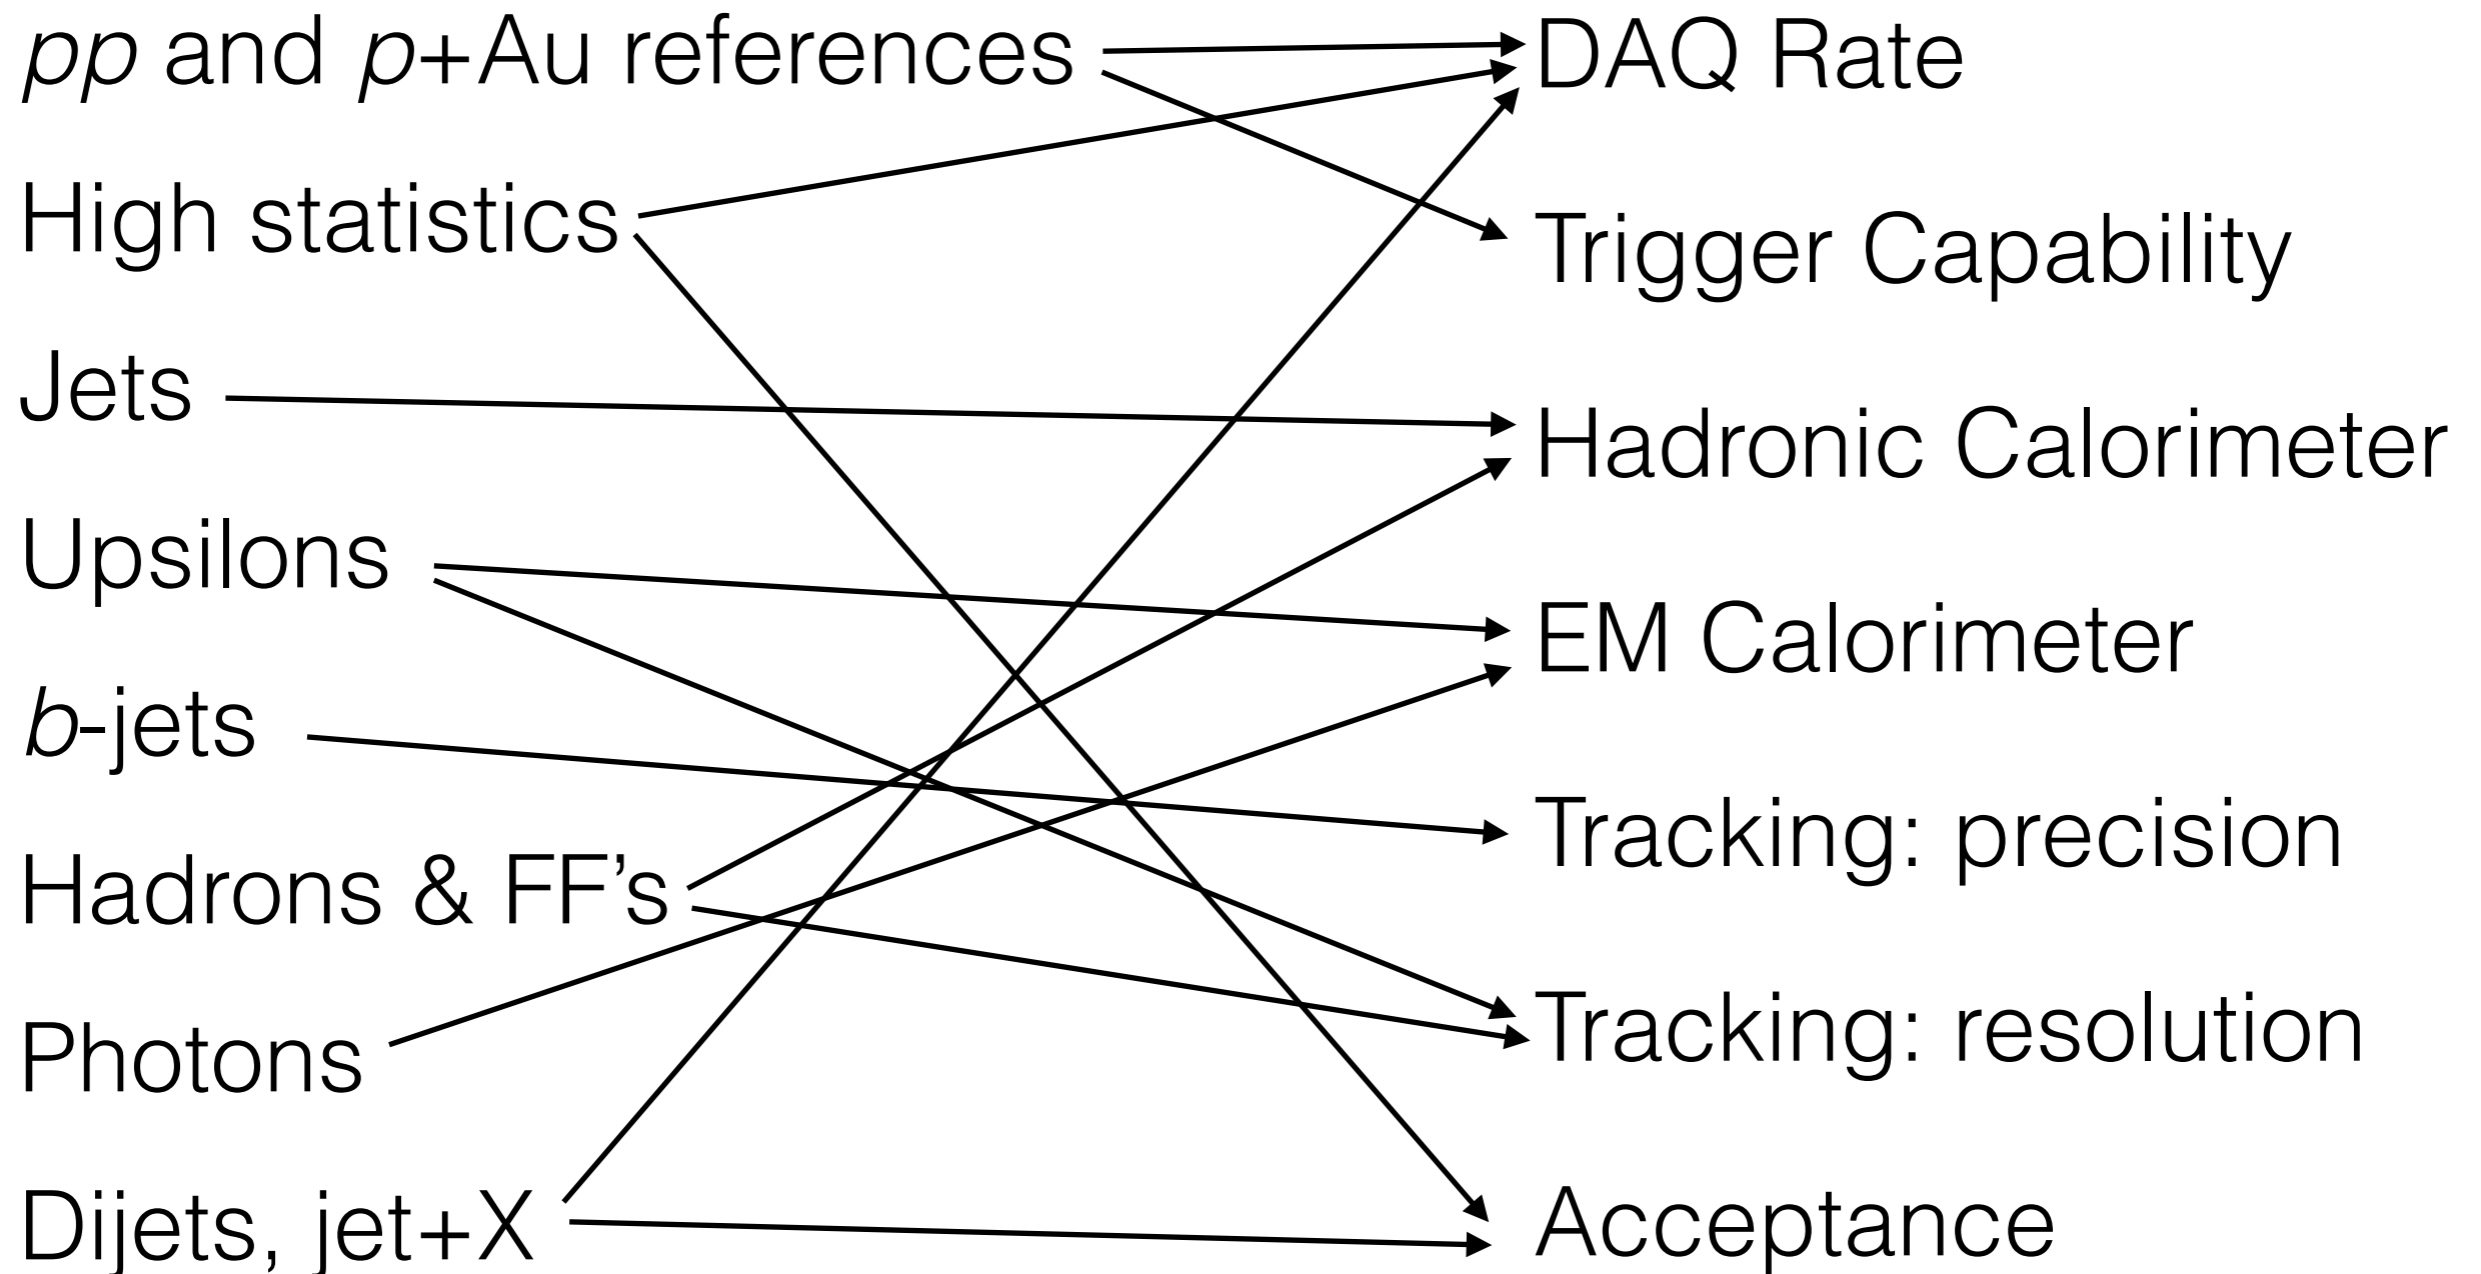 pp and p+Au references
High statistics
Jets
Upsilons
b-jets
Hadrons & FF’s
Photons
Dijets, jet+X
DAQ Rate
Trigger Capability
Hadronic Calorimeter
EM Calorimeter
Tracking: precision
Tracking: resolution
Acceptance